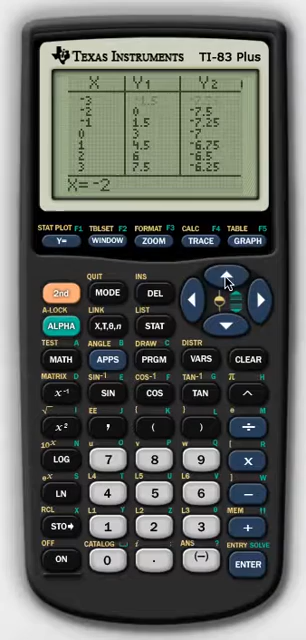 TEXAS INSTRUMENTS TI-83 Plus
X Y1 Y2
-3 -1.5
-2 0 -7.5
-1 1.5 -7.25
0 3 -7
1 4.5 -6.75
2 6 -6.5
3 7.5 -6.25
X= -2
STAT PLOT F1 TBLSET F2 FORMAT F3 CALC F4 TABLE F5
Y= WINDOW ZOOM TRACE GRAPH
QUIT INS
2nd MODE DEL
A-LOCK LINK LIST
ALPHA X,T,θ,n STAT
TEST A ANGLE B DRAW C DISTR
MATH APPS PRGM VARS CLEAR
MATRIX D SIN⁻¹ E COS⁻¹ F TAN⁻¹ G π H
x⁻¹ SIN COS TAN ^
√ I EE J { K } L e M
x² , ( ) ÷
10ˣ N u O v P w Q [ R
LOG 7 8 9 x
eˣ S L4 T L5 U L6 V ] W
LN 4 5 6 −
RCL X L1 Y L2 Z L3 θ MEM "
STO➔ 1 2 3 +
OFF CATALOG ␣ i : ANS ? ENTRY SOLVE
ON 0 . (−) ENTER